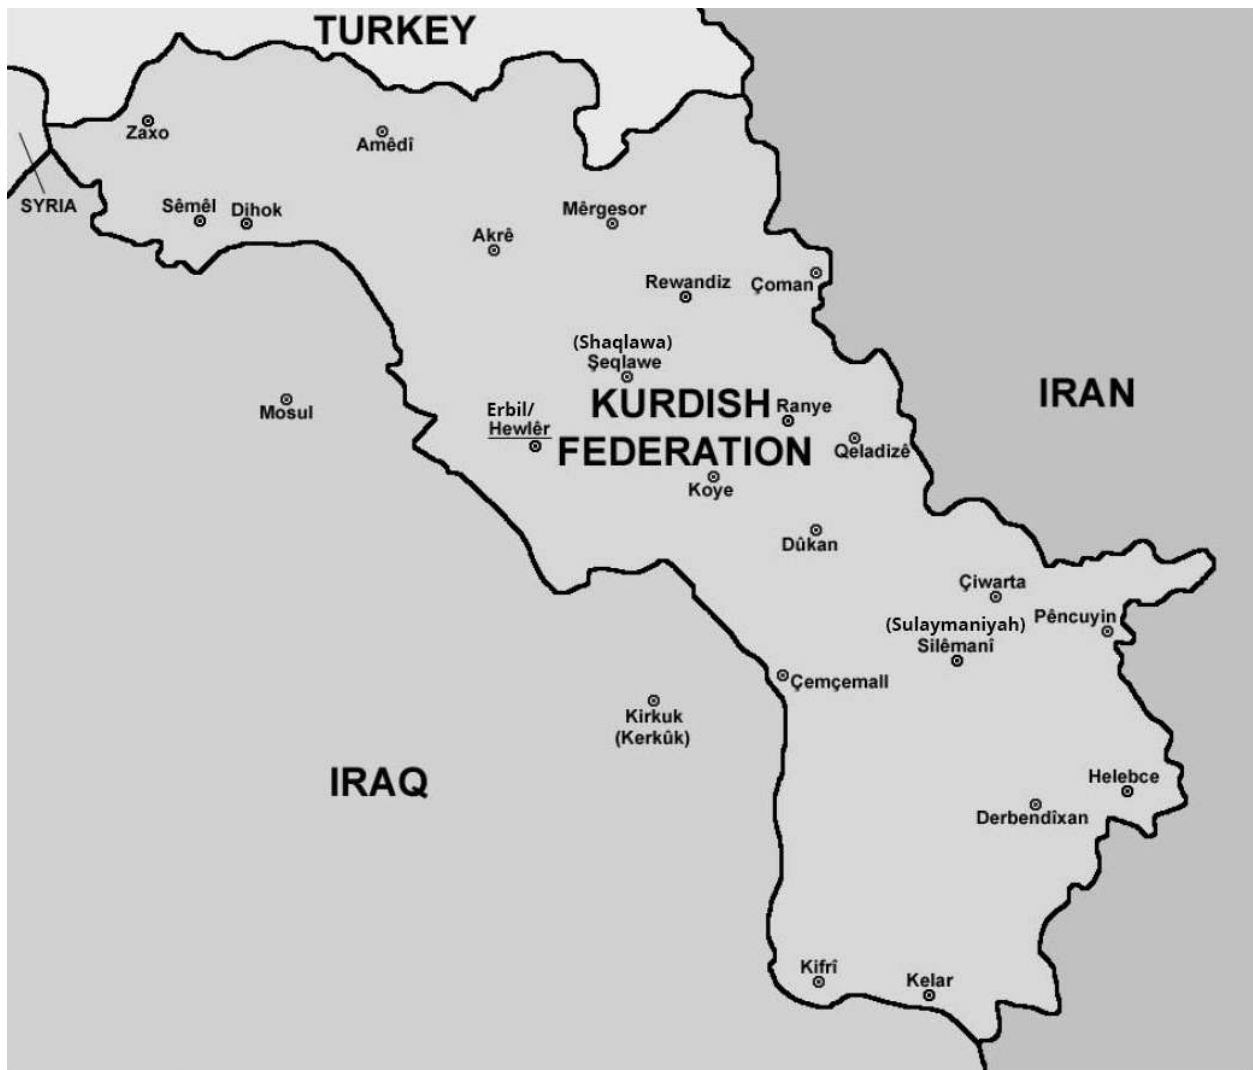 TURKEY
Zaxo
Amêdî
SYRIA
Sêmêl
Dihok
Mêrgesor
Akrê
Rewandiz
Çoman
(Shaqlawa)
Şeqlawe
IRAN
KURDISH
Ranye
Mosul
Erbil/
Hewlêr
FEDERATION
Qeladizê
Koye
Dûkan
Çiwarta
Pêncuyin
(Sulaymaniyah)
Silêmanî
Çemçemall
Kirkuk
(Kerkûk)
IRAQ
Helebce
Derbendîxan
Kifrî
Kelar